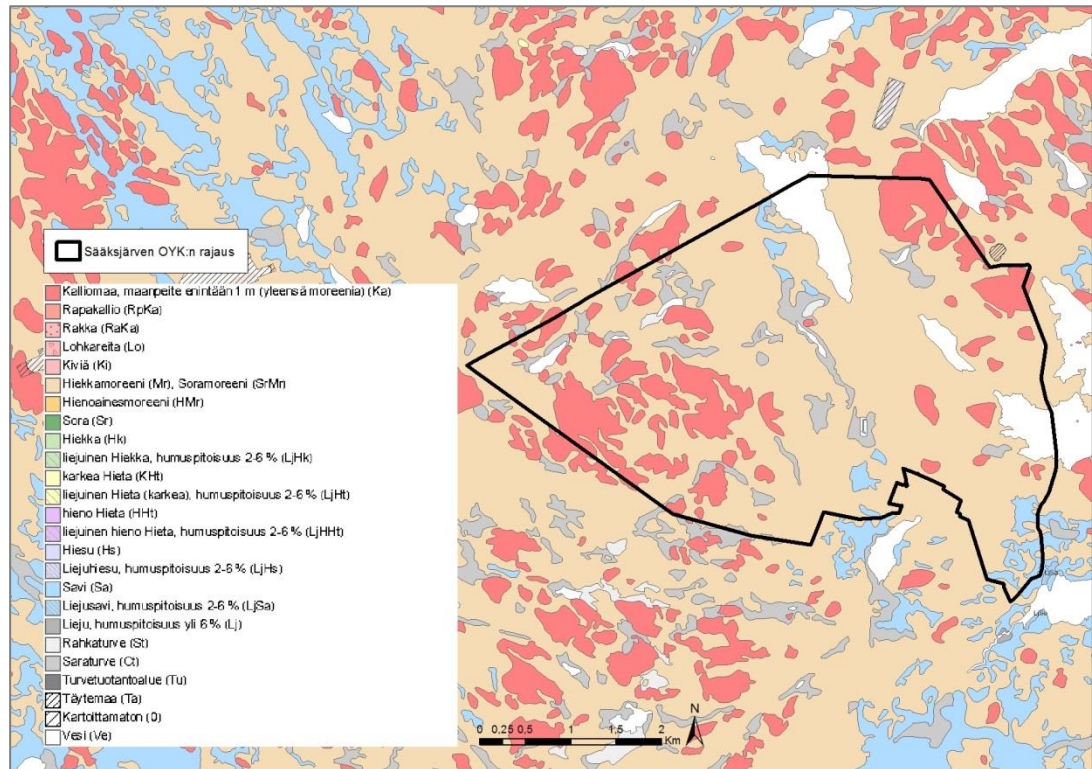 Sääksjärven OYK:n rajaus
Kalliomaa, maanpeite enintään 1 m (yleensä moreenia) (Ka)
Rapakallio (RpKa)
Rakka (RaKa)
Lohkareita (Lo)
Kiviä (Ki)
Hiekkamoreeni (Mr), Soramoreeni (SrMr)
Hienoainesmoreeni (HMr)
Sora (Sr)
Hiekka (Hk)
liejuinen Hiekka, humuspitoisuus 2-6 % (LjHk)
karkea Hieta (KHt)
liejuinen Hieta (karkea), humuspitoisuus 2-6 % (LjHt)
hieno Hieta (HHt)
liejuinen hieno Hieta, humuspitoisuus 2-6 % (LjHHt)
Hiesu (Hs)
Liejuhiesu, humuspitoisuus 2-6 % (LjHs)
Savi (Sa)
Liejusavi, humuspitoisuus 2-6 % (LjSa)
Lieju, humuspitoisuus yli 6 % (Lj)
Rahkaturve (St)
Saraturve (Ct)
Turvetuotantoalue (Tu)
Täytemaa (Ta)
Kartoittamaton (0)
Vesi (Ve)
N
0 0,25 0,5 1 1,5 2
Km